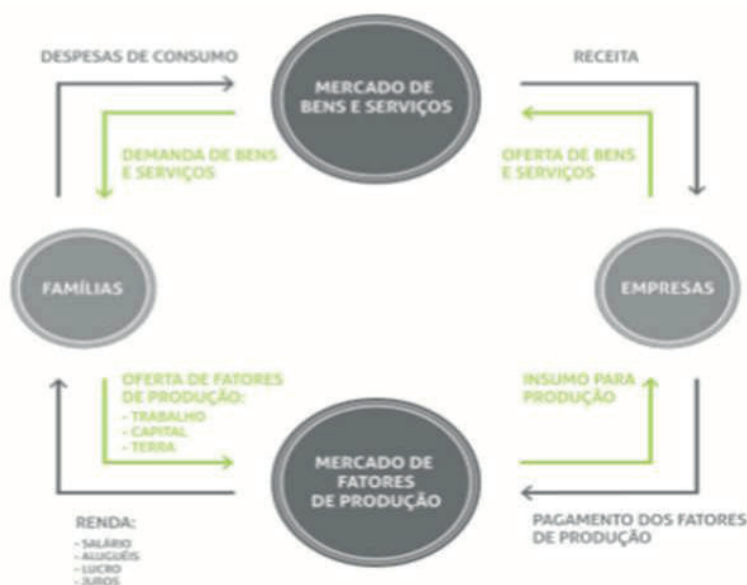 DESPESAS DE CONSUMO
MERCADO DE
BENS E SERVIÇOS
RECEITA
DEMANDA DE BENS
E SERVIÇOS
OFERTA DE BENS
E SERVIÇOS
FAMÍLIAS
EMPRESAS
OFERTA DE FATORES
DE PRODUÇÃO:
- TRABALHO
- CAPITAL
- TERRA
INSUMO PARA
PRODUÇÃO
MERCADO DE
FATORES
DE PRODUÇÃO
RENDA:
- SALÁRIO
- ALUGUÉIS
- LUCRO
- JUROS
PAGAMENTO DOS FATORES
DE PRODUÇÃO